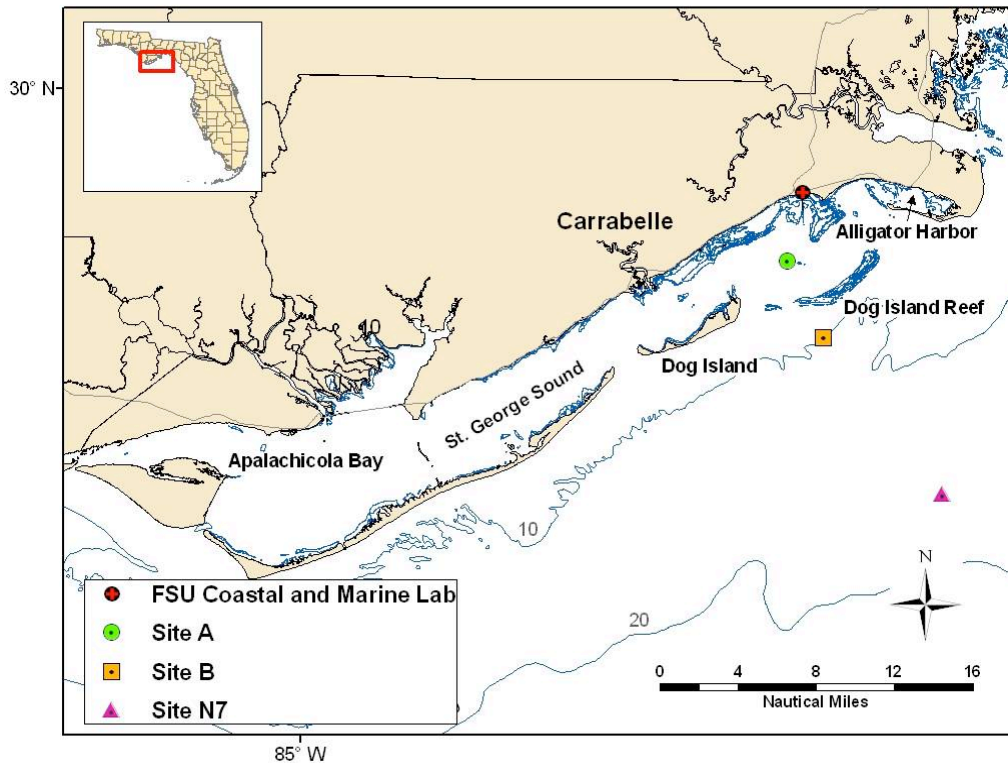 30° N
Carrabelle
Alligator Harbor
Dog Island Reef
10
Dog Island
St. George Sound
Apalachicola Bay
10
N
20
FSU Coastal and Marine Lab
Site A
Site B
Site N7
0 4 8 12 16
Nautical Miles
85° W